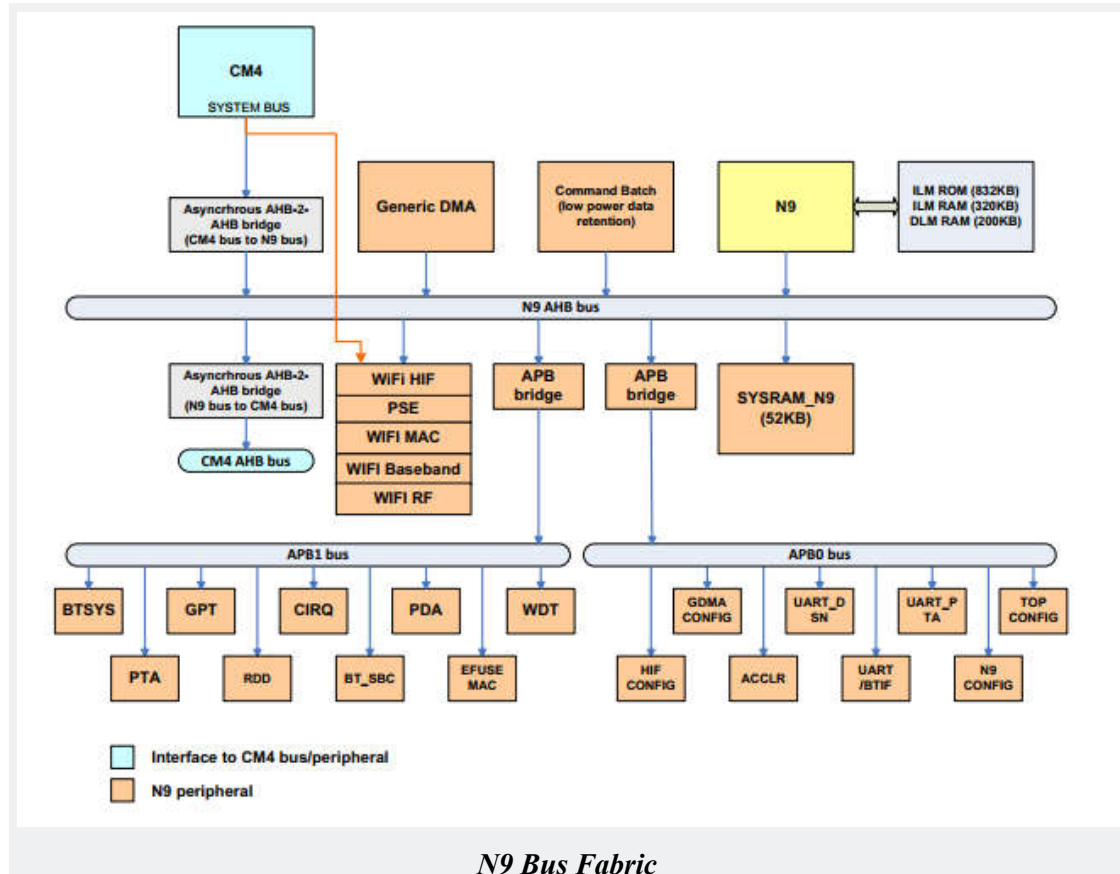 CM4
SYSTEM BUS
Asyncrhrous AHB-2-
AHB bridge
(CM4 bus to N9 bus)
Generic DMA
Command Batch
(low power data
retention)
N9
ILM ROM (832KB)
ILM RAM (320KB)
DLM RAM (200KB)
N9 AHB bus
Asyncrhrous AHB-2-
AHB bridge
(N9 bus to CM4 bus)
CM4 AHB bus
WiFi HIF
PSE
WIFI MAC
WIFI Baseband
WIFI RF
APB
bridge
APB
bridge
SYSRAM_N9
(52KB)
APB1 bus
BTSYS
GPT
CIRQ
PDA
WDT
PTA
RDD
BT_SBC
EFUSE
MAC
APB0 bus
GDMA
CONFIG
UART_D
SN
UART_P
TA
TOP
CONFIG
HIF
CONFIG
ACCLR
UART
/BTIF
N9
CONFIG
Interface to CM4 bus/peripheral
N9 peripheral
N9 Bus Fabric